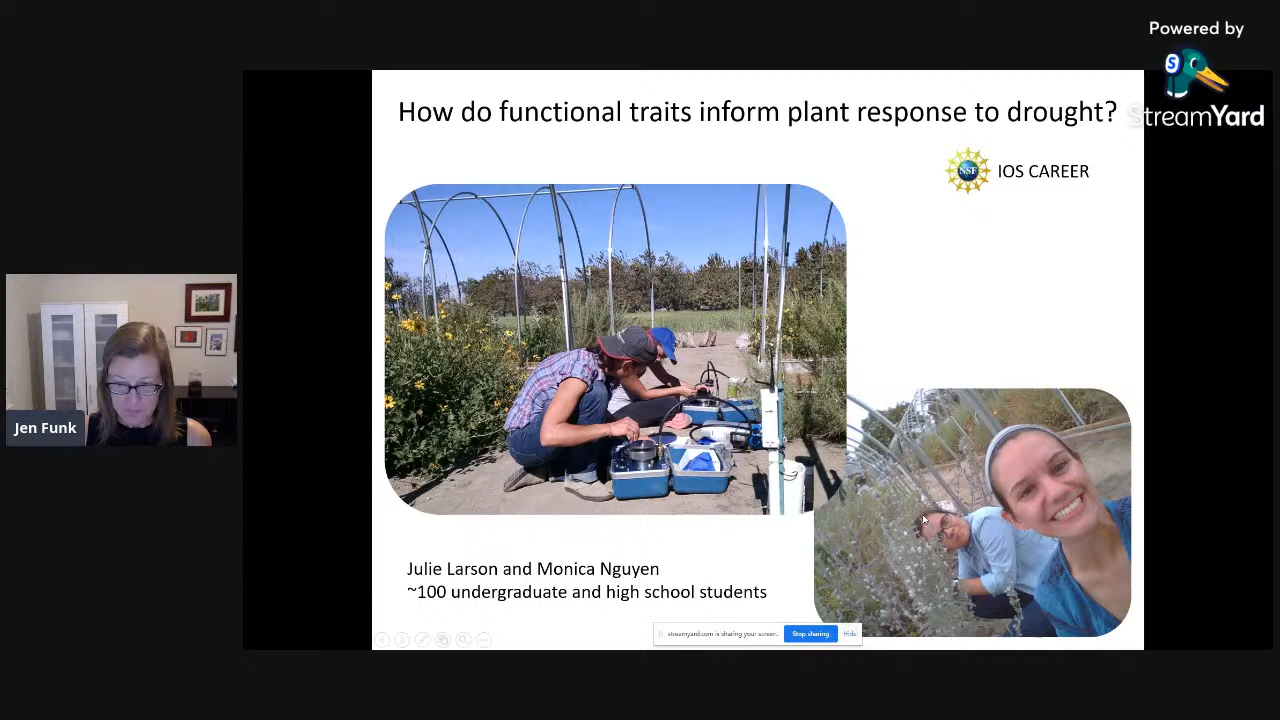 Powered by
S
StreamYard
How do functional traits inform plant response to drought?
NSF
IOS CAREER
Jen Funk
Julie Larson and Monica Nguyen
~100 undergraduate and high school students
streamyard.com is sharing your screen.
Stop sharing
Hide